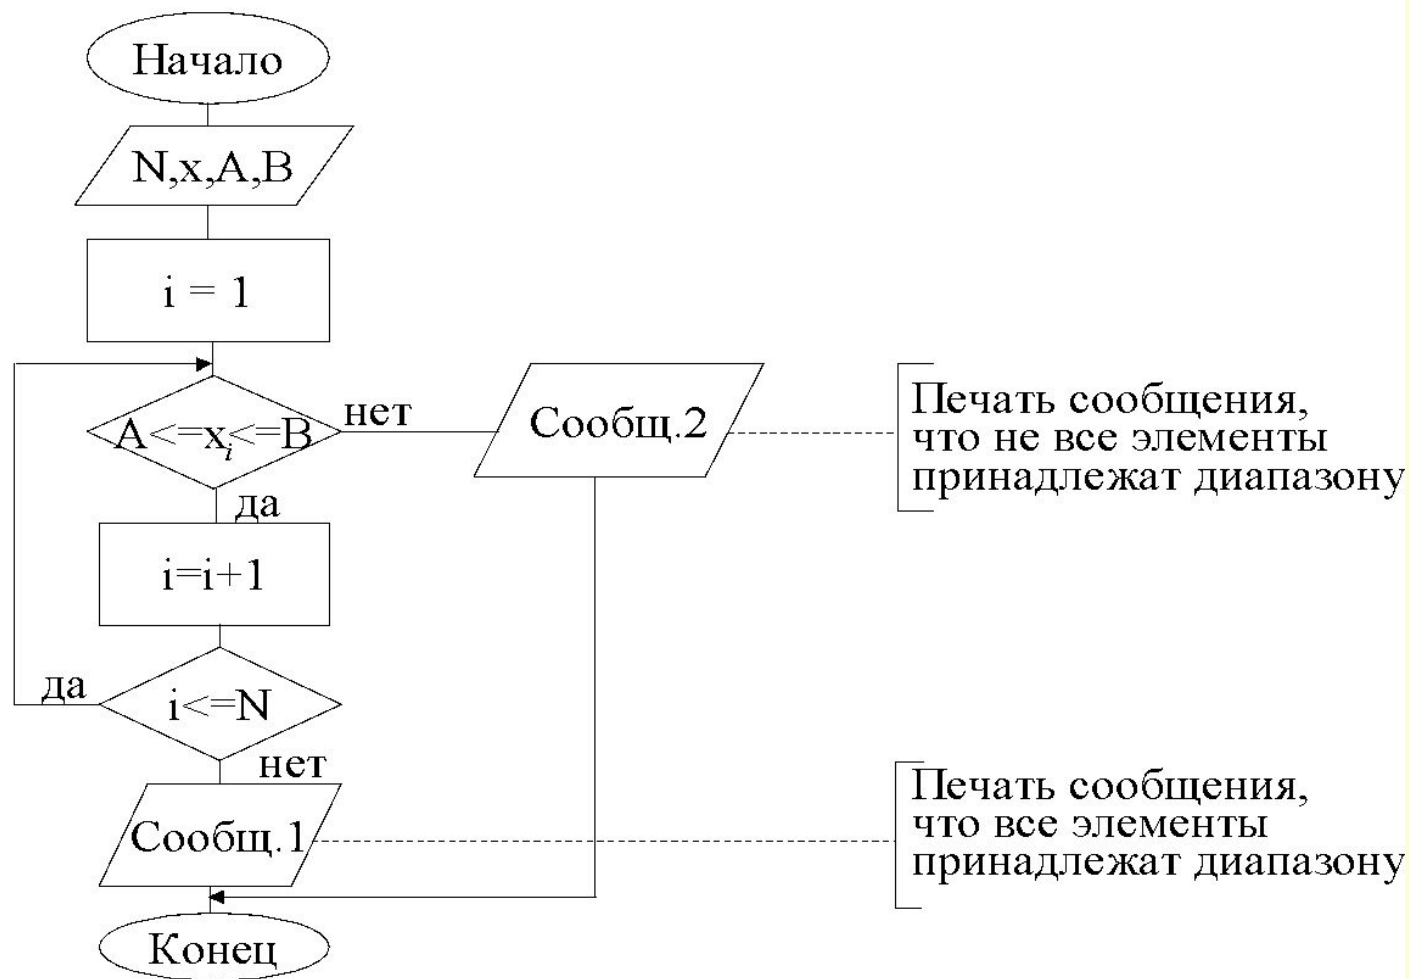 Начало
N,x,A,B
i = 1
A<=xi<=B
нет
Сообщ.2
Печать сообщения,
что не все элементы
принадлежат диапазону
да
i=i+1
да
i<=N
нет
Сообщ.1
Печать сообщения,
что все элементы
принадлежат диапазону
Конец